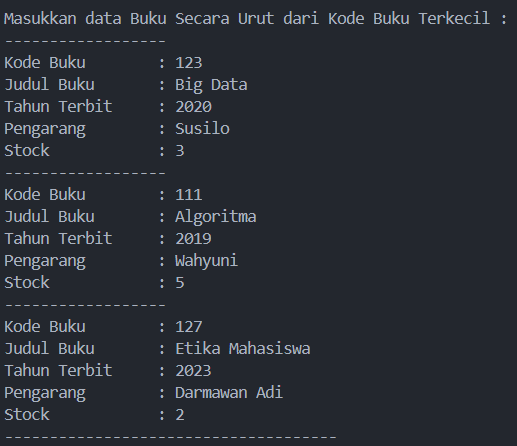 Masukkan data Buku Secara Urut dari Kode Buku Terkecil :
------------------
Kode Buku      : 123
Judul Buku     : Big Data
Tahun Terbit   : 2020
Pengarang      : Susilo
Stock          : 3
------------------
Kode Buku      : 111
Judul Buku     : Algoritma
Tahun Terbit   : 2019
Pengarang      : Wahyuni
Stock          : 5
------------------
Kode Buku      : 127
Judul Buku     : Etika Mahasiswa
Tahun Terbit   : 2023
Pengarang      : Darmawan Adi
Stock          : 2
-------------------------------------